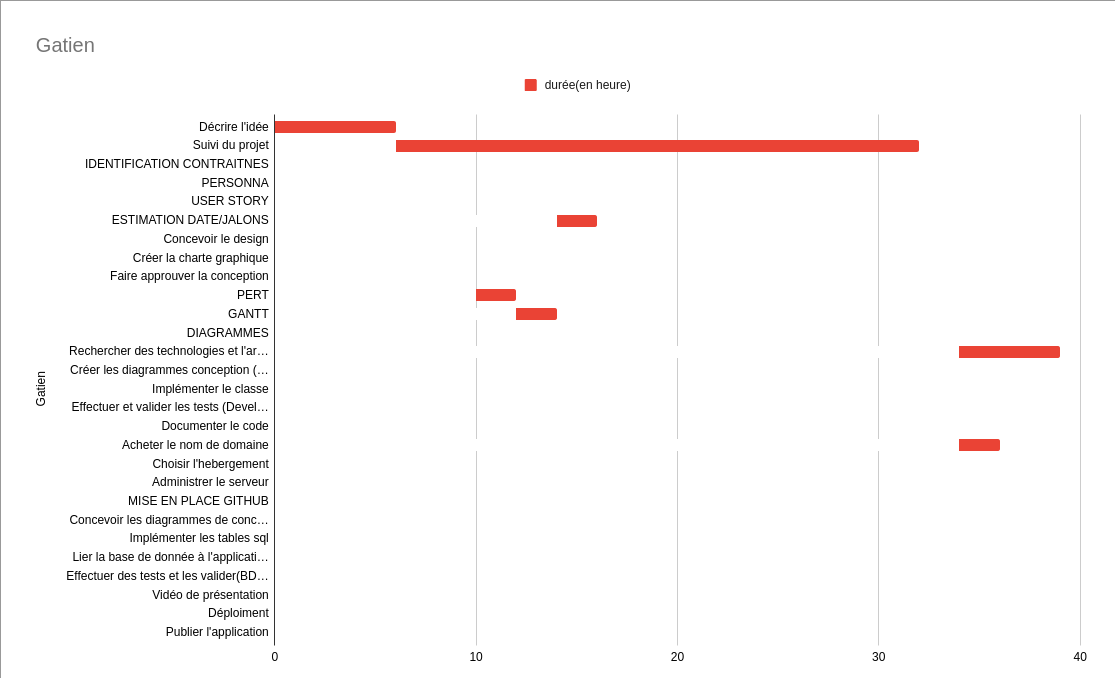 Gatien
durée(en heure)
Décrire l'idée
Suivi du projet
IDENTIFICATION CONTRAITNES
PERSONNA
USER STORY
ESTIMATION DATE/JALONS
Concevoir le design
Créer la charte graphique
Faire approuver la conception
PERT
GANTT
DIAGRAMMES
Rechercher des technologies et l'ar…
Créer les diagrammes conception (…
Implémenter le classe
Effectuer et valider les tests (Devel…
Documenter le code
Acheter le nom de domaine
Choisir l'hebergement
Administrer le serveur
MISE EN PLACE GITHUB
Concevoir les diagrammes de conc…
Implémenter les tables sql
Lier la base de donnée à l'applicati…
Effectuer des tests et les valider(BD…
Vidéo de présentation
Déploiment
Publier l'application
Gatien
0 10 20 30 40